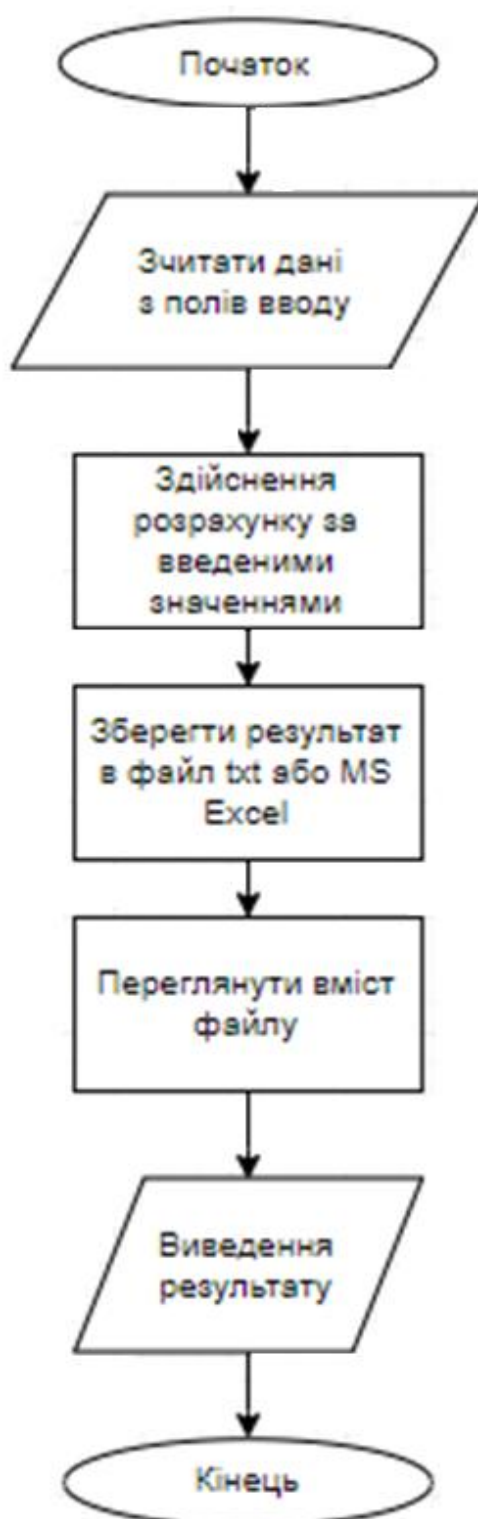 Початок
Зчитати дані
з полів вводу
Здійснення
розрахунку за
введеними
значеннями
Зберегти результат
в файл txt або MS
Excel
Переглянути вміст
файлу
Виведення
результату
Кінець